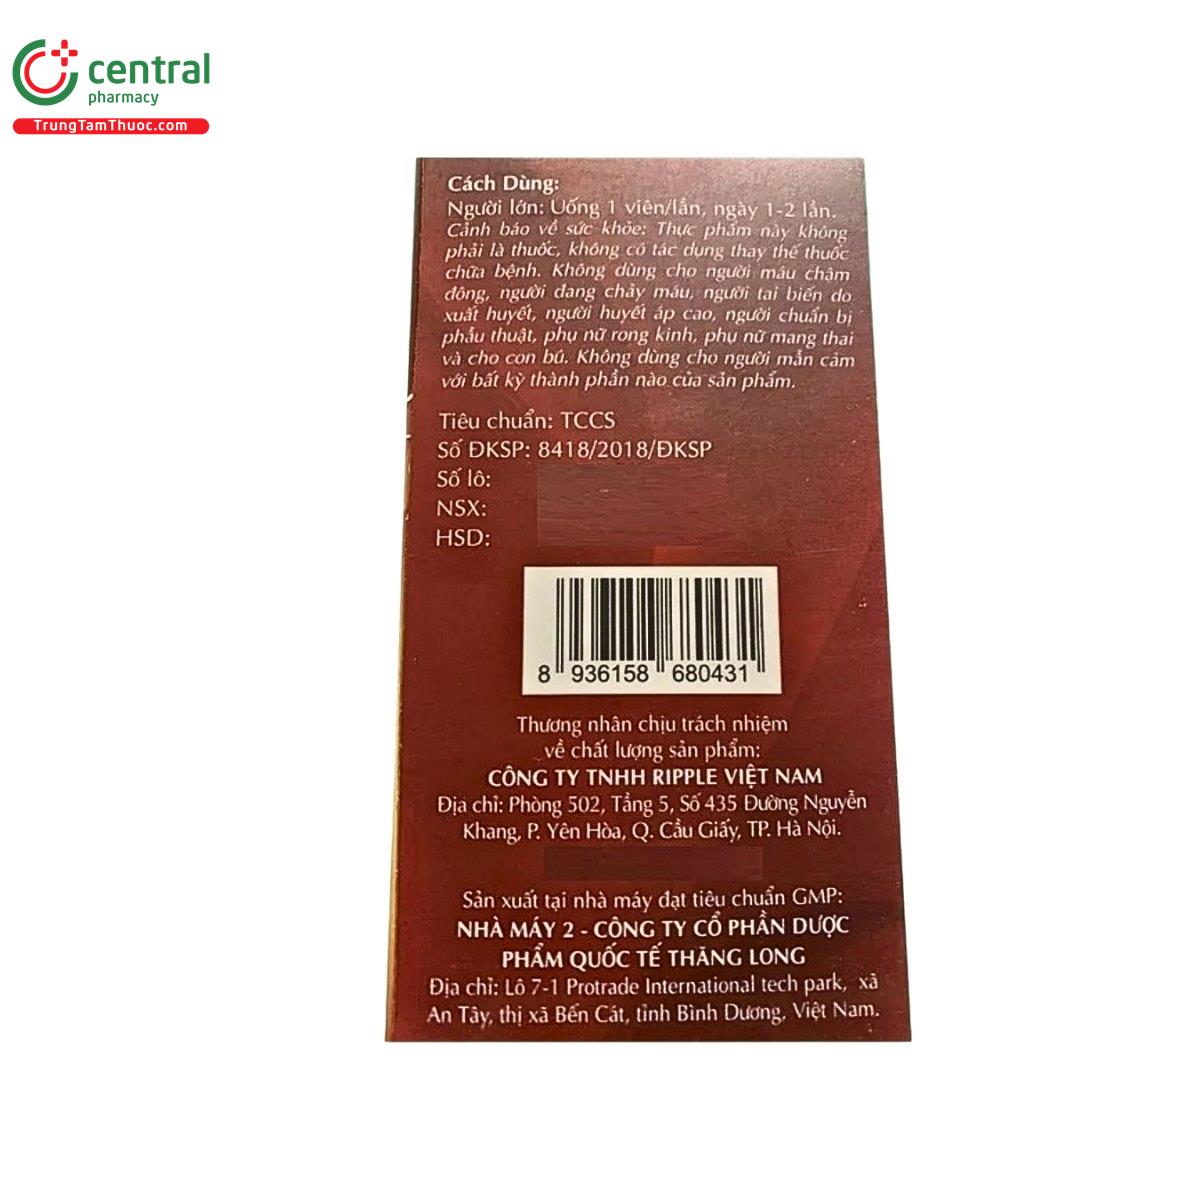 central
pharmacy
TrungTamThuoc.com
Cách Dùng:
Người lớn: Uống 1 viên/lần, ngày 1-2 lần.
Cảnh báo về sức khỏe: Thực phẩm này không
phải là thuốc, không có tác dụng thay thế thuốc
chữa bệnh. Không dùng cho người máu chậm
đông, người đang chảy máu, người tai biến do
xuất huyết, người huyết áp cao, người chuẩn bị
phẫu thuật, phụ nữ rong kinh, phụ nữ mang thai
và cho con bú. Không dùng cho người mẫn cảm
với bất kỳ thành phần nào của sản phẩm.
Tiêu chuẩn: TCCS
Số ĐKSP: 8418/2018/ĐKSP
Số lô:
NSX:
HSD:
8 936158 680431
Thương nhân chịu trách nhiệm
về chất lượng sản phẩm:
CÔNG TY TNHH RIPPLE VIỆT NAM
Địa chỉ: Phòng 502, Tầng 5, Số 435 Đường Nguyễn
Khang, P. Yên Hòa, Q. Cầu Giấy, TP. Hà Nội.
Sản xuất tại nhà máy đạt tiêu chuẩn GMP:
NHÀ MÁY 2 - CÔNG TY CỔ PHẦN DƯỢC
PHẨM QUỐC TẾ THĂNG LONG
Địa chỉ: Lô 7-1 Protrade International tech park, xã
An Tây, thị xã Bến Cát, tỉnh Bình Dương, Việt Nam.